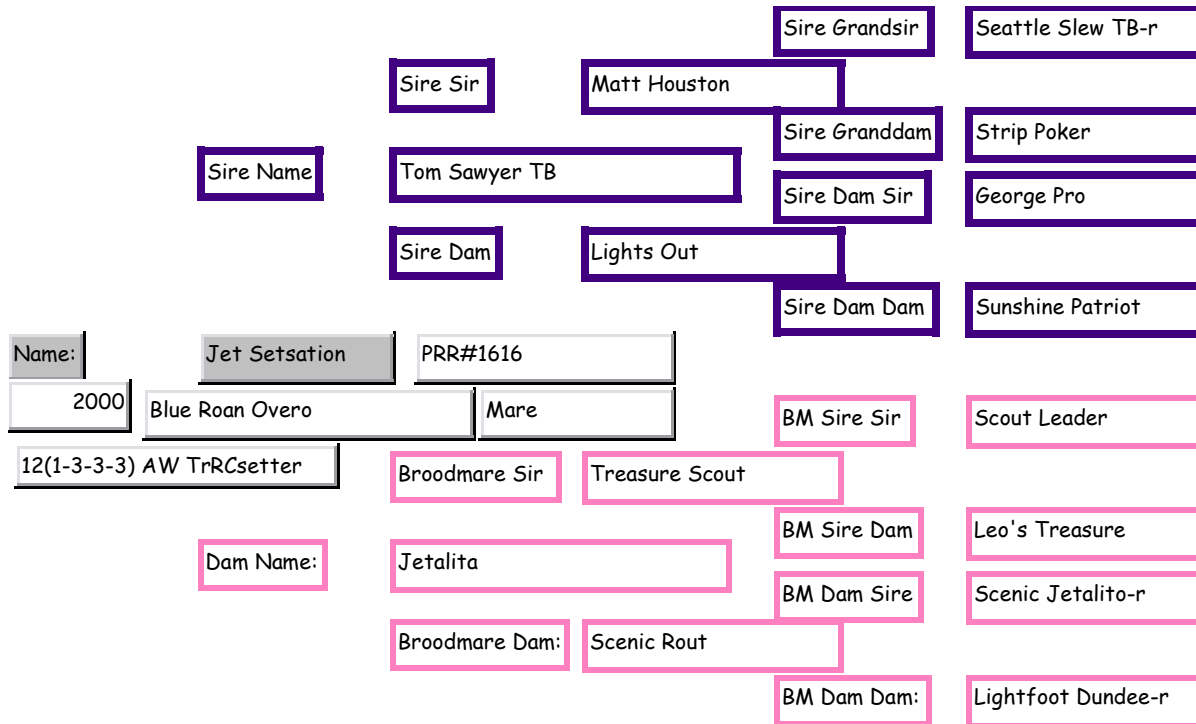 Sire Grandsir Seattle Slew TB-r
Sire Sir Matt Houston
Sire Granddam Strip Poker
Sire Name Tom Sawyer TB
Sire Dam Sir George Pro
Sire Dam Lights Out
Sire Dam Dam Sunshine Patriot
Name: Jet Setsation PRR#1616
2000 Blue Roan Overo Mare
BM Sire Sir Scout Leader
12(1-3-3-3) AW TrRCsetter
Broodmare Sir Treasure Scout
BM Sire Dam Leo's Treasure
Dam Name: Jetalita
BM Dam Sire Scenic Jetalito-r
Broodmare Dam: Scenic Rout
BM Dam Dam: Lightfoot Dundee-r